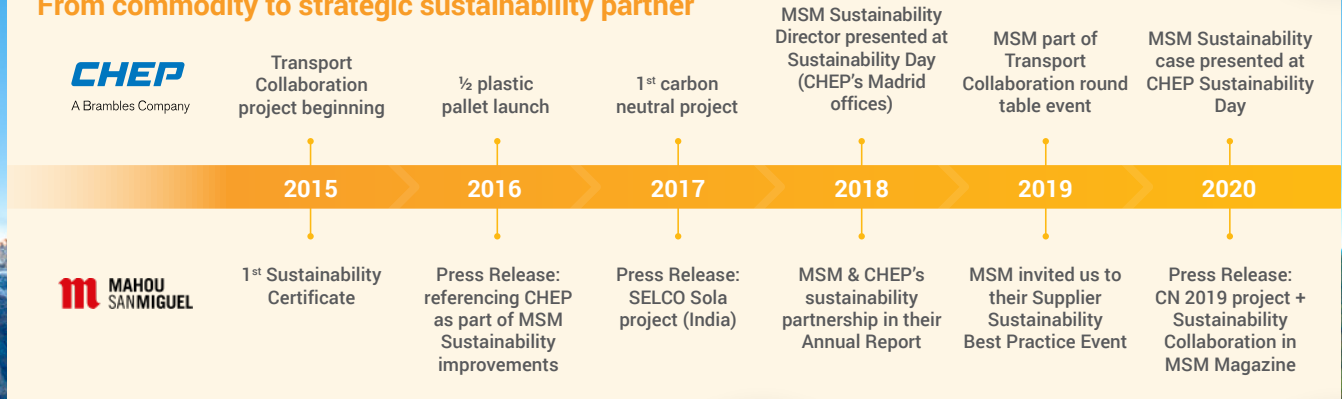 From commodity to strategic sustainability partner
CHEP
A Brambles Company
Transport
Collaboration
project beginning
½ plastic
pallet launch
1st carbon
neutral project
MSM Sustainability
Director presented at
Sustainability Day
(CHEP's Madrid
offices)
MSM part of
Transport
Collaboration round
table event
MSM Sustainability
case presented at
CHEP Sustainability
Day
2015
2016
2017
2018
2019
2020
MAHOU
SANMIGUEL
1st Sustainability
Certificate
Press Release:
referencing CHEP
as part of MSM
Sustainability
improvements
Press Release:
SELCO Sola
project (India)
MSM & CHEP's
sustainability
partnership in their
Annual Report
MSM invited us to
their Supplier
Sustainability
Best Practice Event
Press Release:
CN 2019 project +
Sustainability
Collaboration in
MSM Magazine